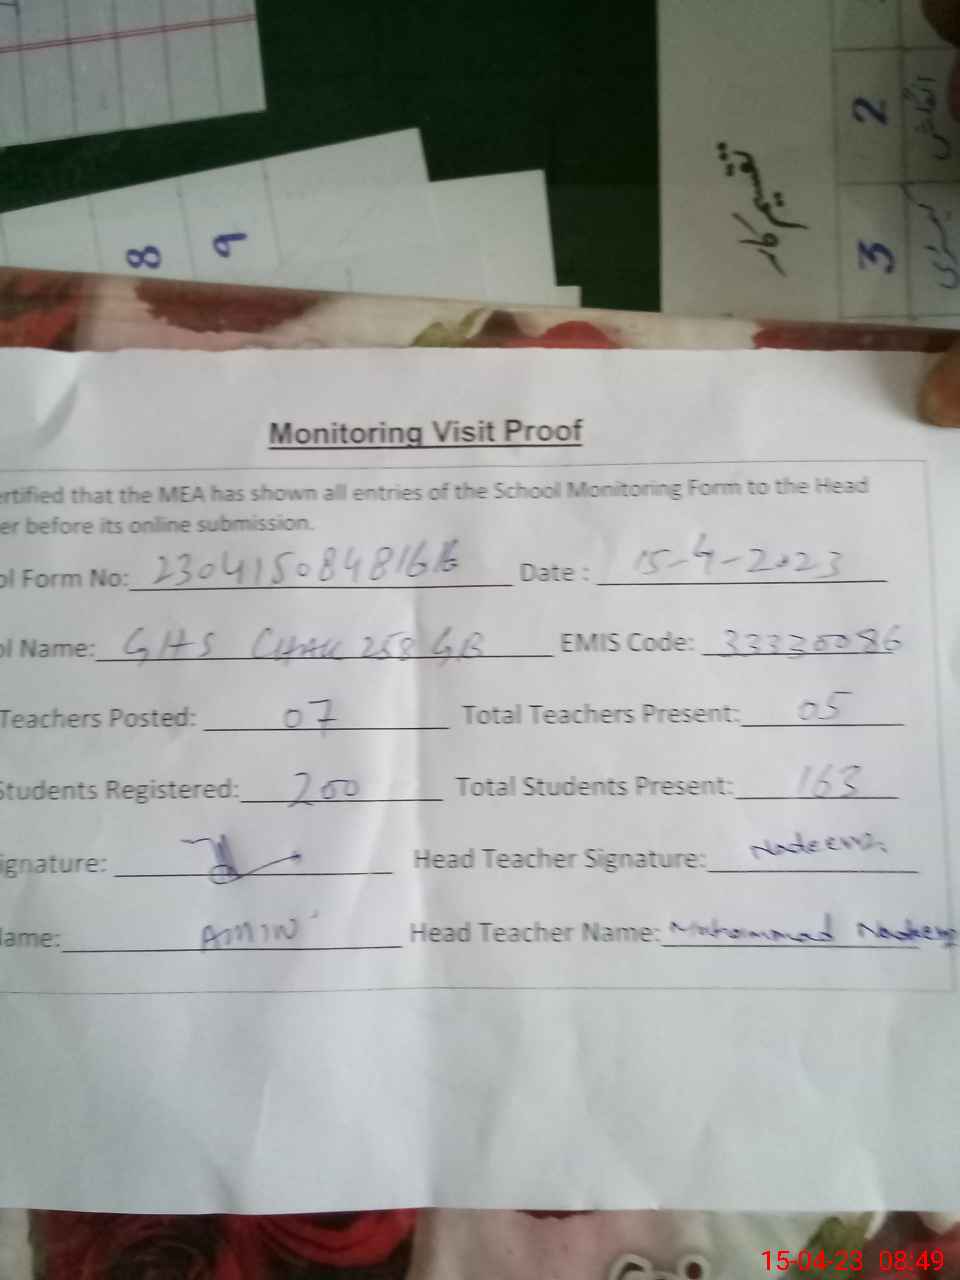 8
9
تقسیم کار
2
3
Monitoring Visit Proof
ertified that the MEA has shown all entries of the School Monitoring Form to the Head
er before its online submission.
ol Form No: Date : 15-4-2023
ol Name: GHS CHAK 258 GB EMIS Code: 33330086
Teachers Posted: 07 Total Teachers Present: 05
Students Registered: 200 Total Students Present: 163
ignature: Head Teacher Signature: Nadeem
ame: AMIN Head Teacher Name: Muhammad Nadeem
15-04-23 08:49